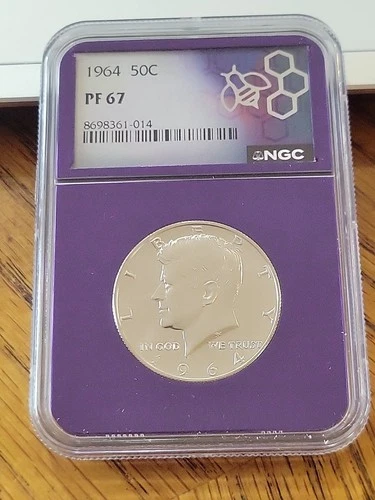 1964 50C
PF 67
8698361-014
NGC
LIBERTY
IN GOD WE TRUST
1964